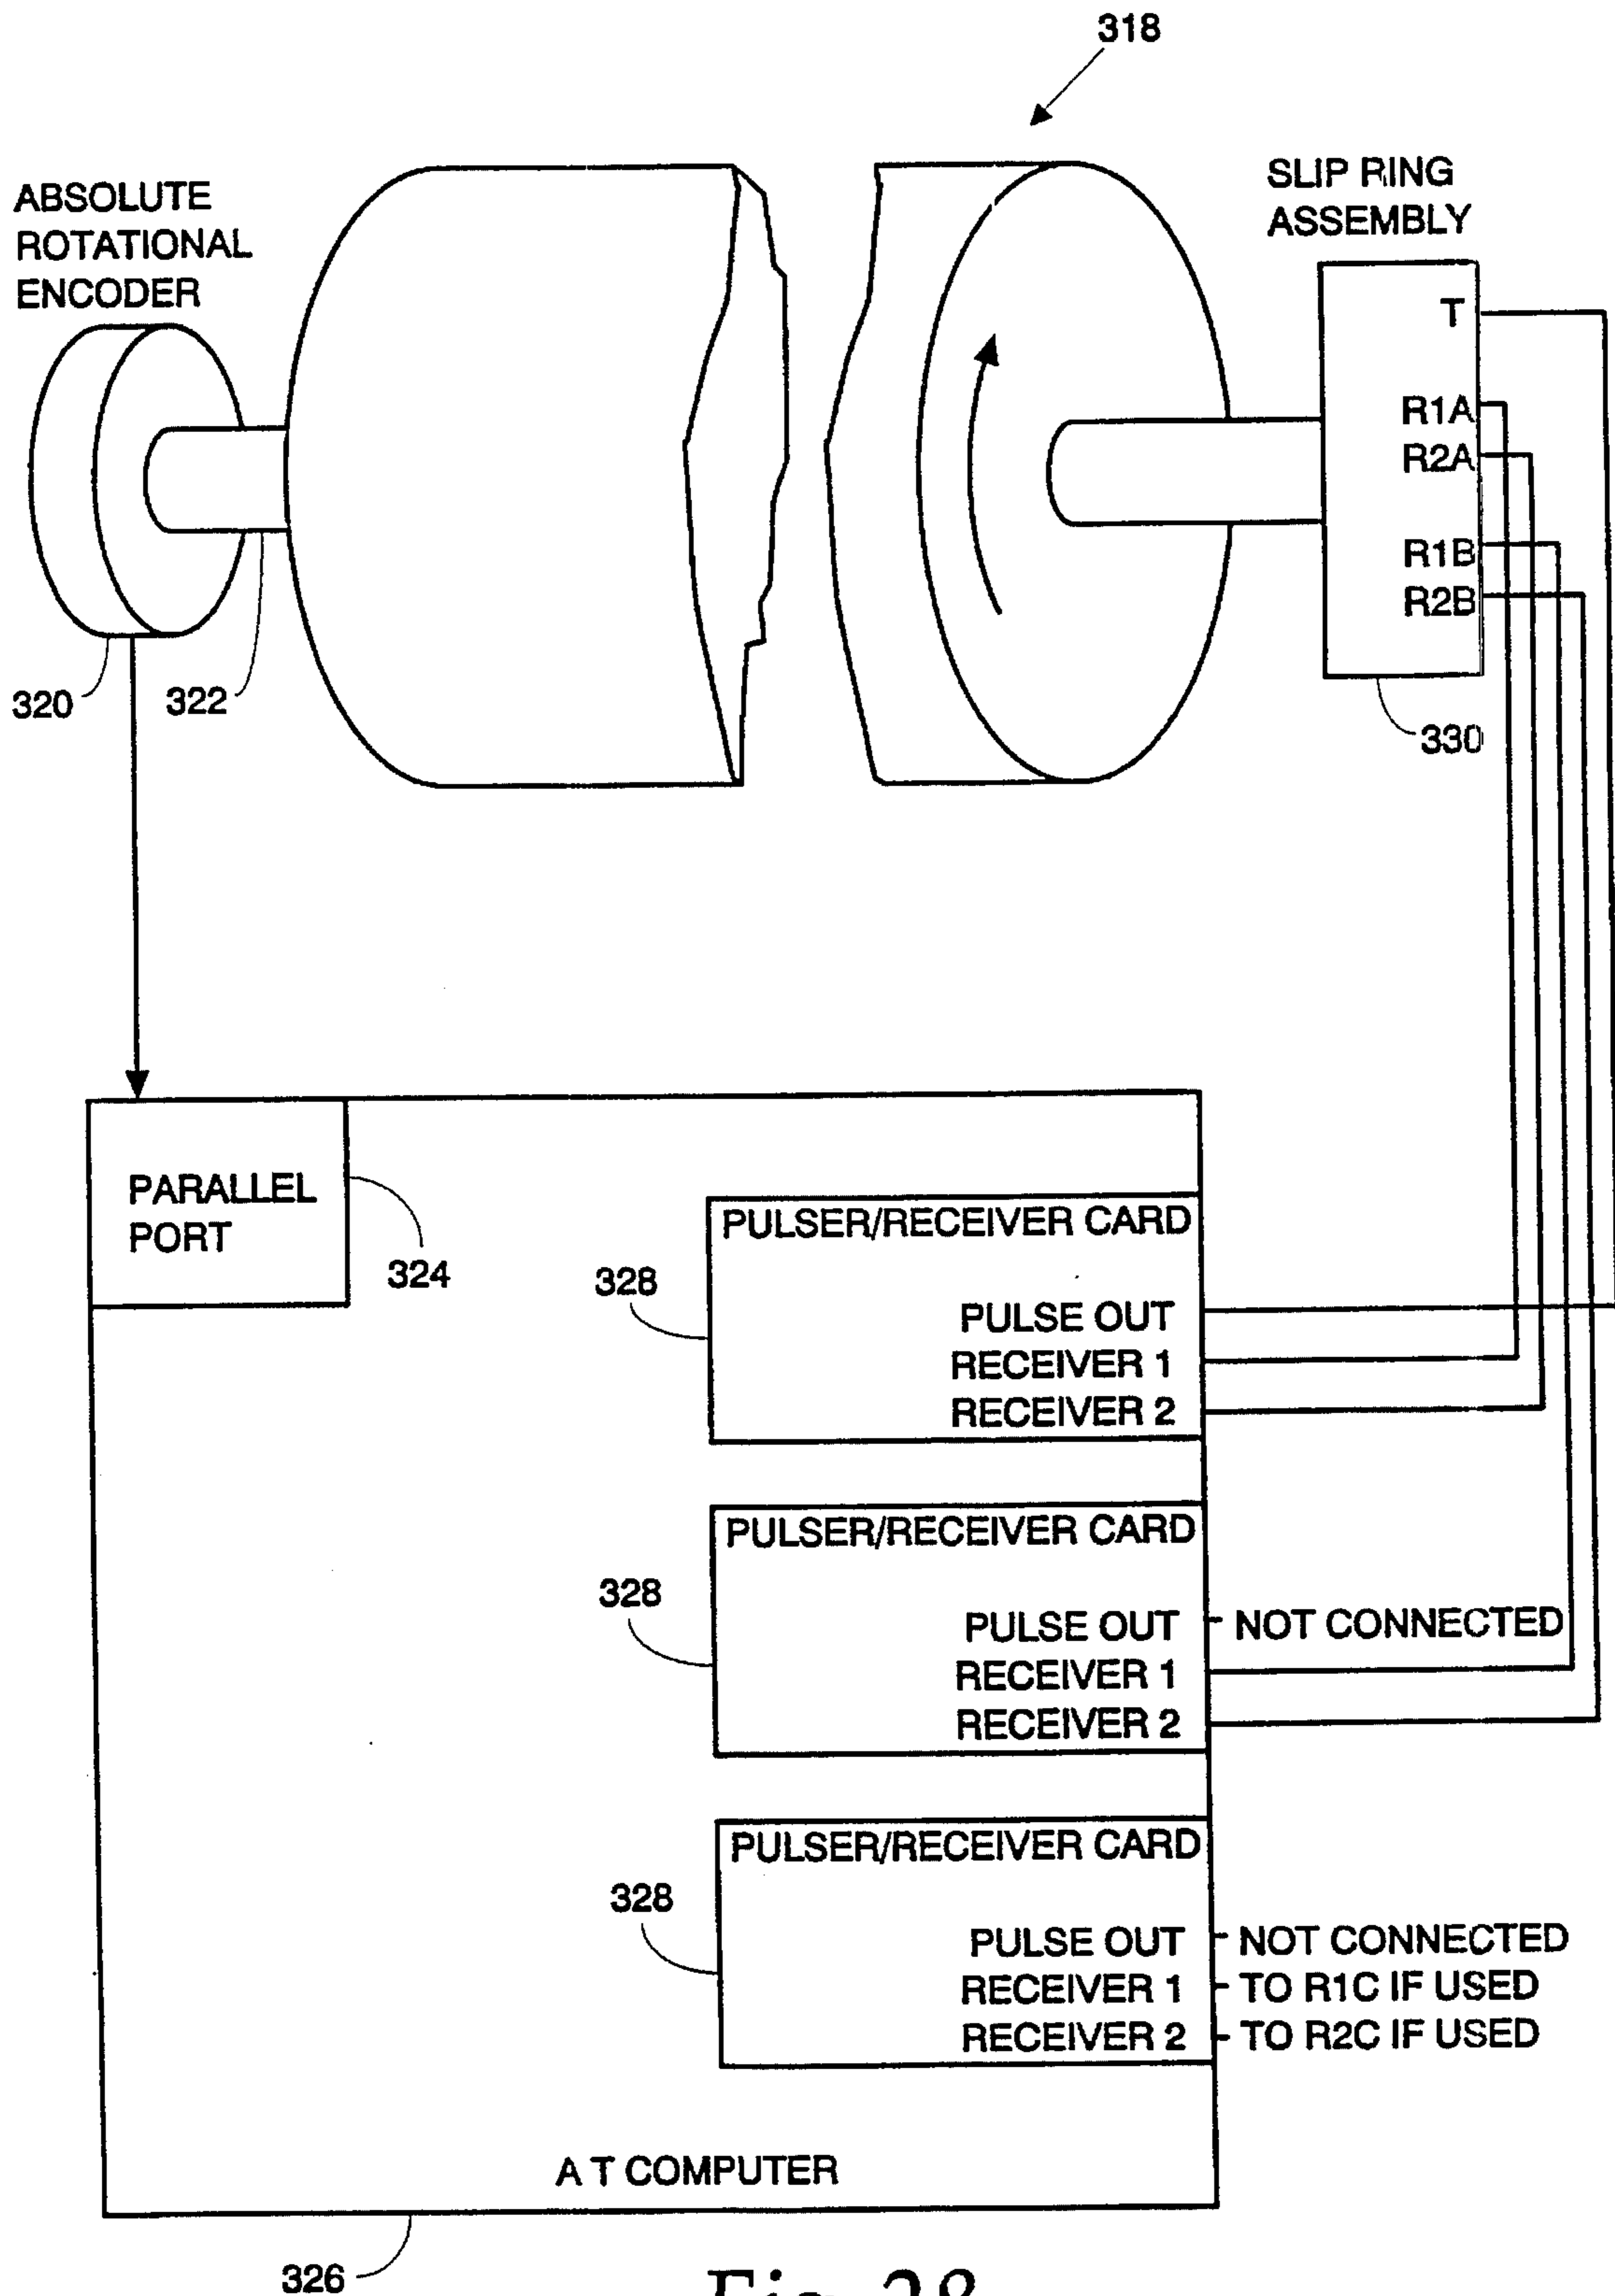 318
SLIP RING
ASSEMBLY
ABSOLUTE
ROTATIONAL
ENCODER
T
R1A
R2A
R1B
R2B
320
322
330
PARALLEL
PORT
324
PULSER/RECEIVER CARD
328
PULSE OUT
RECEIVER 1
RECEIVER 2
PULSER/RECEIVER CARD
328
PULSE OUT NOT CONNECTED
RECEIVER 1
RECEIVER 2
PULSER/RECEIVER CARD
328
PULSE OUT NOT CONNECTED
RECEIVER 1 TO R1C IF USED
RECEIVER 2 TO R2C IF USED
A T COMPUTER
326
Fig. 28